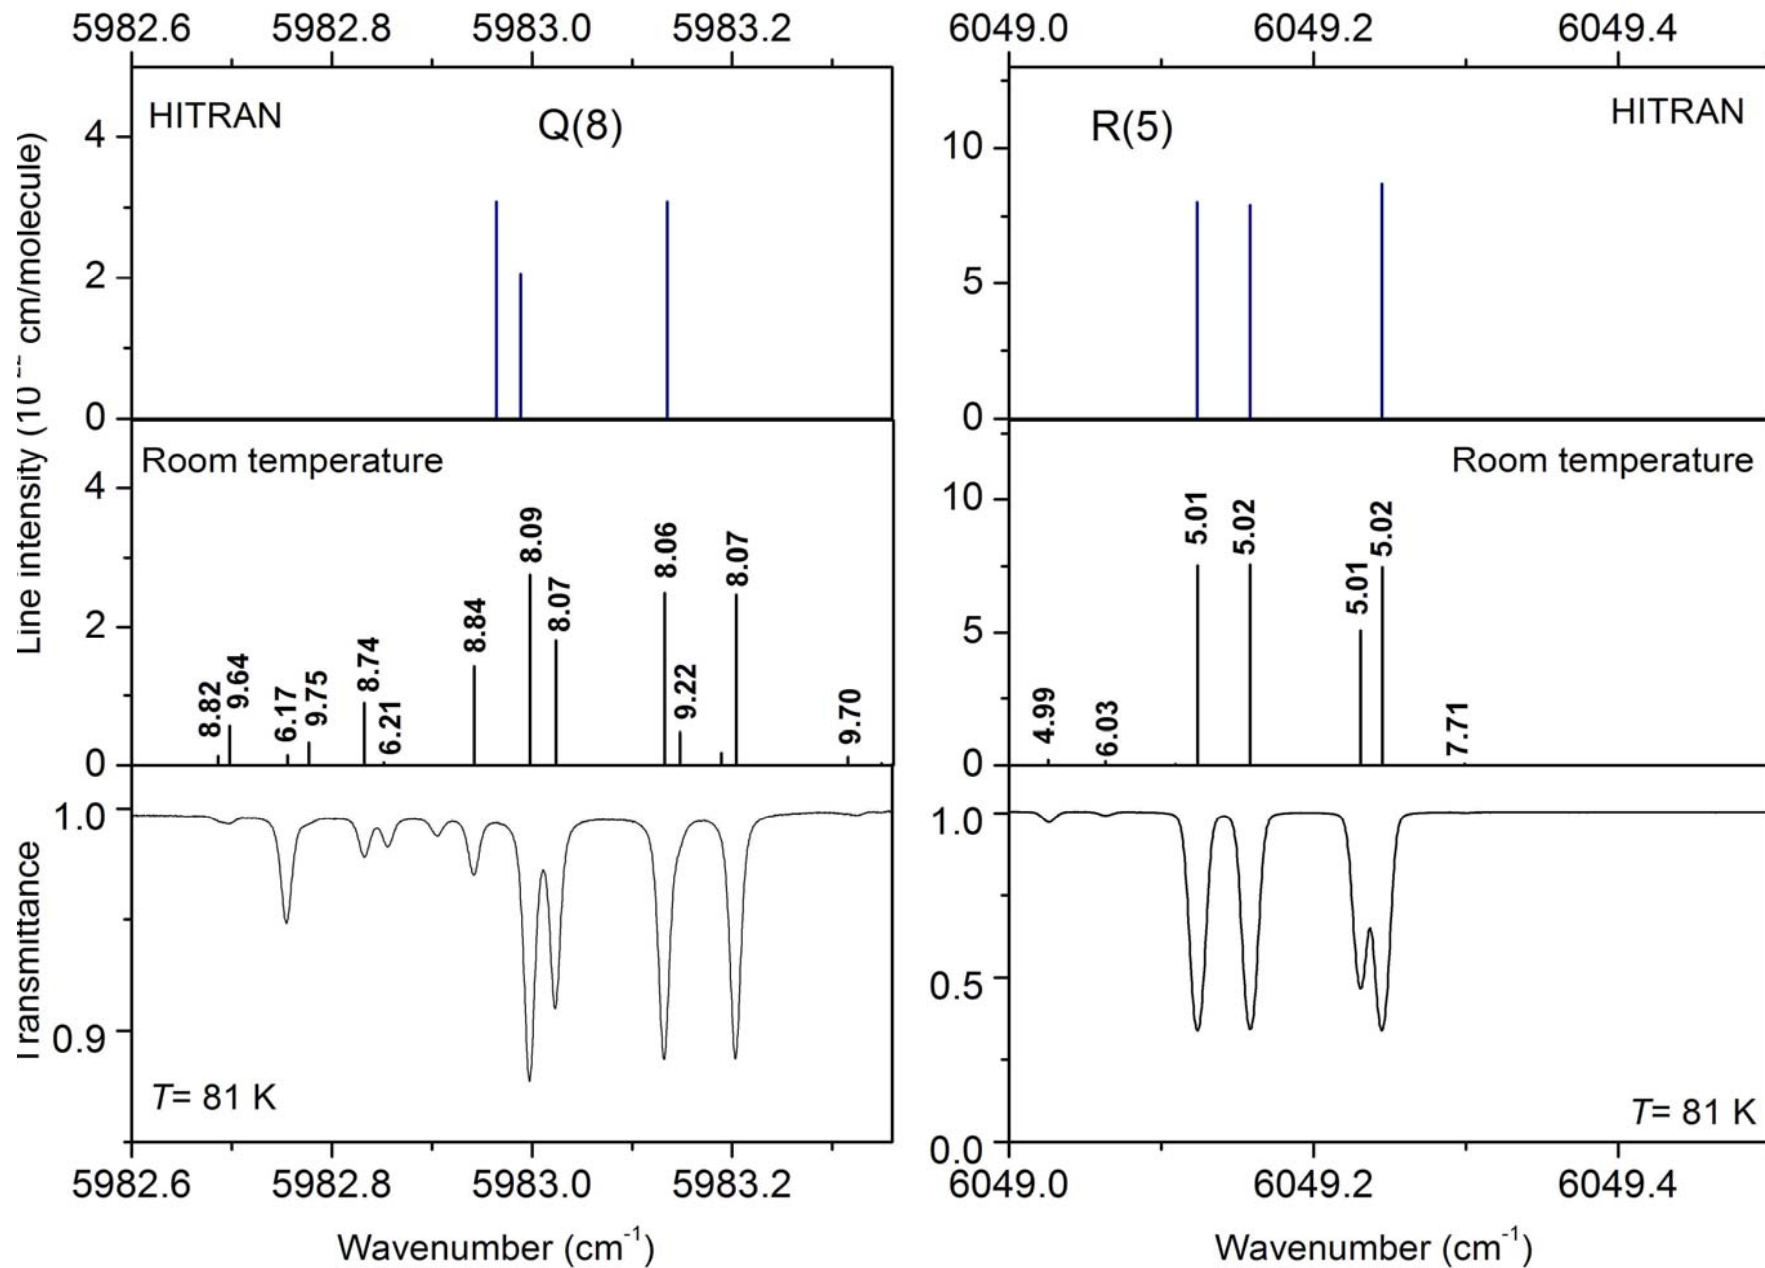 5982.6 5982.8 5983.0 5983.2
6049.0 6049.2 6049.4
HITRAN
Q(8)
R(5)
HITRAN
4
2
0
10
5
0
Line intensity (10 cm/molecule)
Room temperature
4
2
0
8.82
9.64
6.17
9.75
8.74
6.21
8.84
8.09
8.07
8.06
9.22
8.07
9.70
Room temperature
10
5
0
4.99
6.03
5.01
5.02
5.01
5.02
7.71
Transmittance
1.0
0.9
T= 81 K
1.0
0.5
0.0
T= 81 K
5982.6 5982.8 5983.0 5983.2
6049.0 6049.2 6049.4
Wavenumber (cm⁻¹)
Wavenumber (cm⁻¹)